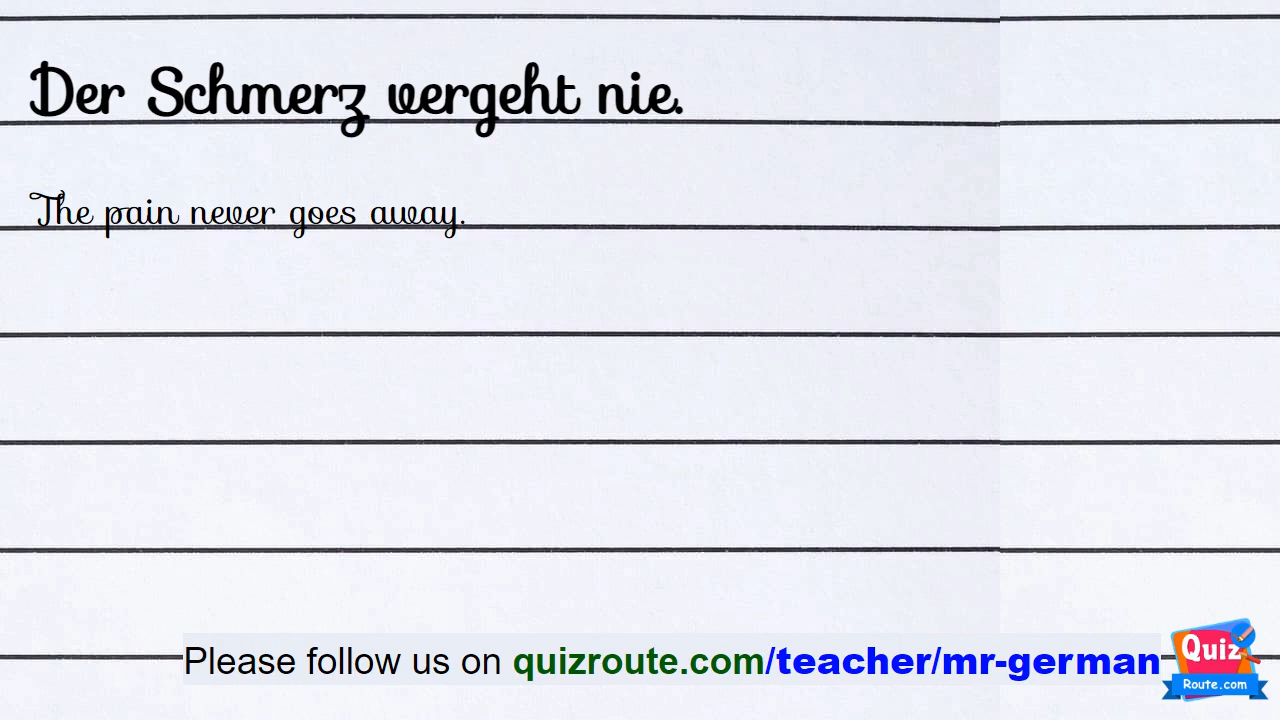 Der Schmerz vergeht nie.
The pain never goes away.
Please follow us on quizroute.com/teacher/mr-german
Quiz
Route.com